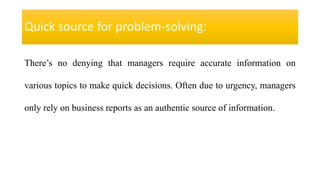 Quick source for problem-solving:
There’s no denying that managers require accurate information on
various topics to make quick decisions. Often due to urgency, managers
only rely on business reports as an authentic source of information.